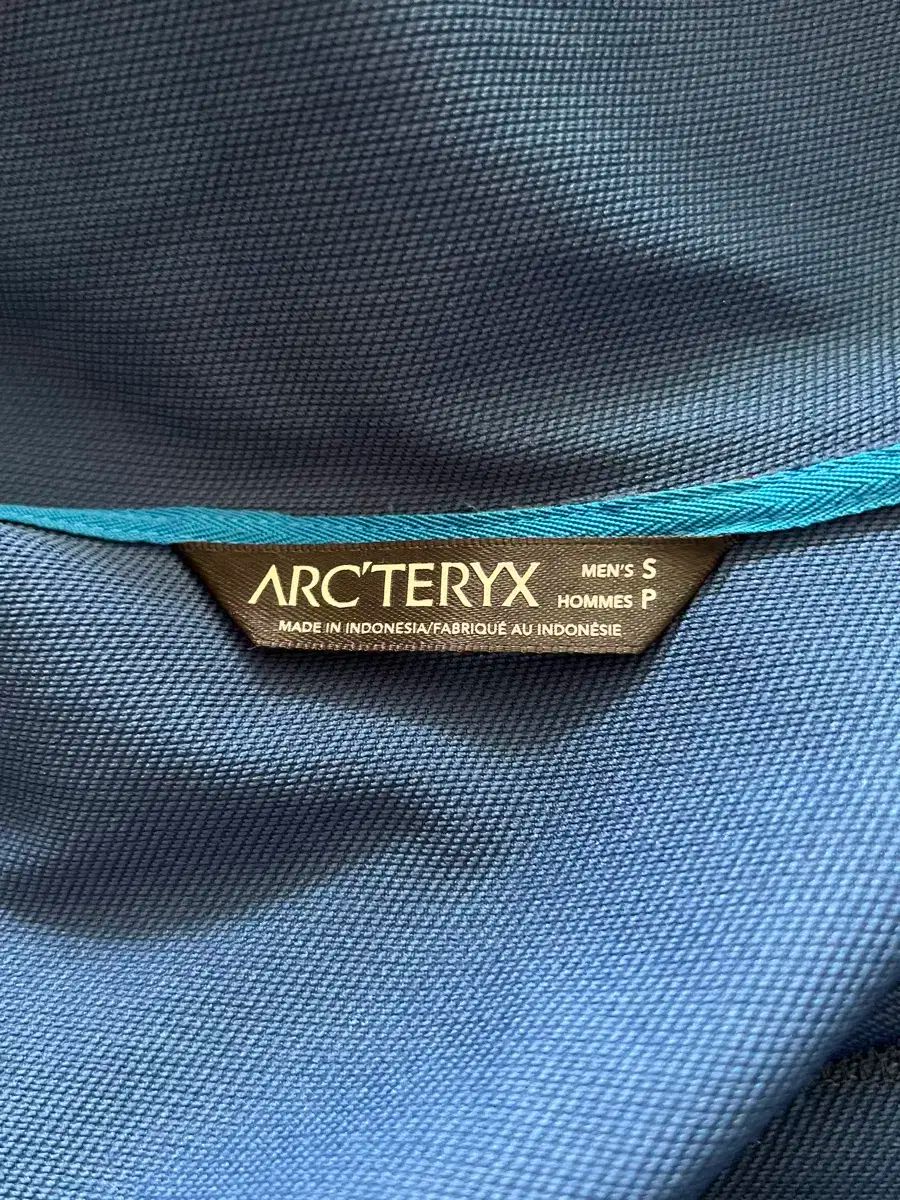 ARC'TERYX
MEN'S S
HOMMES P
MADE IN INDONESIA/FABRIQUÉ AU INDONÉSIE